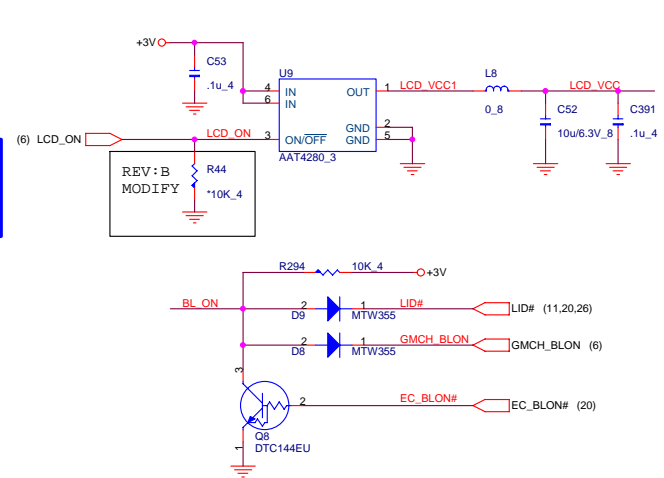 +3V
C53
.1u_4
U9
4 IN
6 IN
OUT 1
LCD_VCC1
L8
0_8
LCD_VCC
C52
10u/6.3V_8
C391
.1u_4
(6) LCD_ON
LCD_ON
3 ON/OFF
GND 2
GND 5
AAT4280_3
REV:B
MODIFY
R44
*10K_4
R294 10K_4
+3V
BL_ON
2 1
D9 MTW355
LID#
LID# (11,20,26)
2 1
D8 MTW355
GMCH_BLON
GMCH_BLON (6)
3
2
EC_BLON#
EC_BLON# (20)
1
Q8
DTC144EU